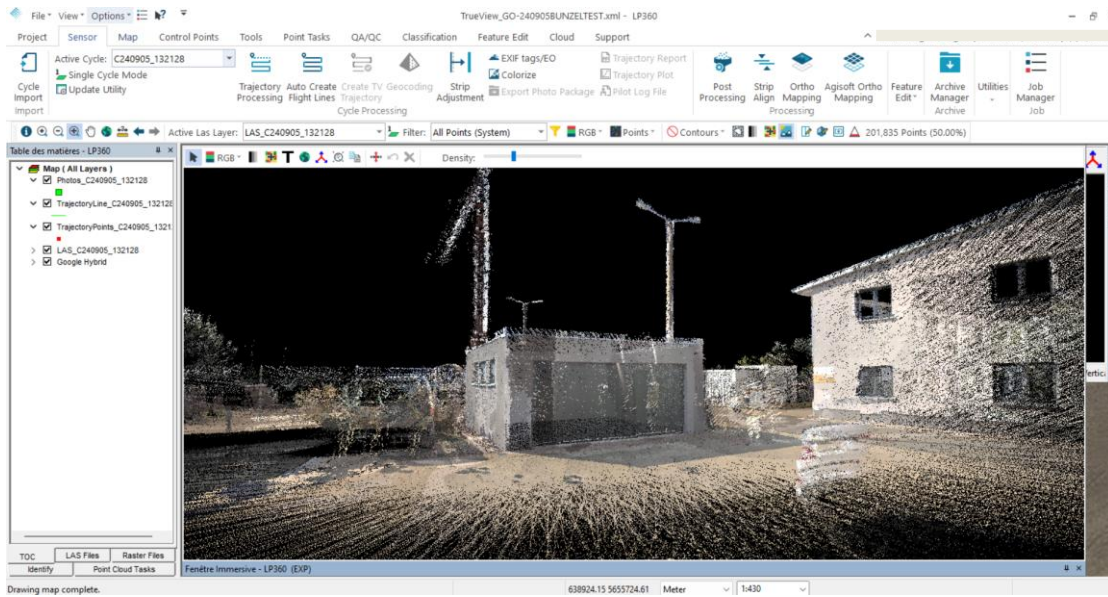 File View Options TrueView_GO-240905BUNZELTEST.xml - LP360
Project Sensor Map Control Points Tools Point Tasks QA/QC Classification Feature Edit Cloud Support
Active Cycle: C240905_132128
Single Cycle Mode
Update Utility
Cycle Import
Import
Trajectory Processing
Auto Create Flight Lines
Create TV Trajectory
Geocoding
Strip Adjustment
EXIF tags/EO
Colorize
Export Photo Package
Trajectory Report
Trajectory Plot
Pilot Log File
Cycle Processing
Post Processing
Strip Align
Ortho Mapping
Agisoft Ortho Mapping
Processing
Feature Edit
Archive Manager
Archive
Utilities
Job Manager
Job
Active Las Layer: LAS_C240905_132128 Filter: All Points (System) RGB Points Contours 201,835 Points (50.00%)
Table des matières - LP360
RGB Density:
Map ( All Layers )
Photos_C240905_132128
TrajectoryLine_C240905_132128
TrajectoryPoints_C240905_1321
LAS_C240905_132128
Google Hybrid
TOC LAS Files Raster Files
Identify Point Cloud Tasks
Fenêtre Immersive - LP360 (EXP)
Drawing map complete. 638924.15 5655724.61 Meter 1:430